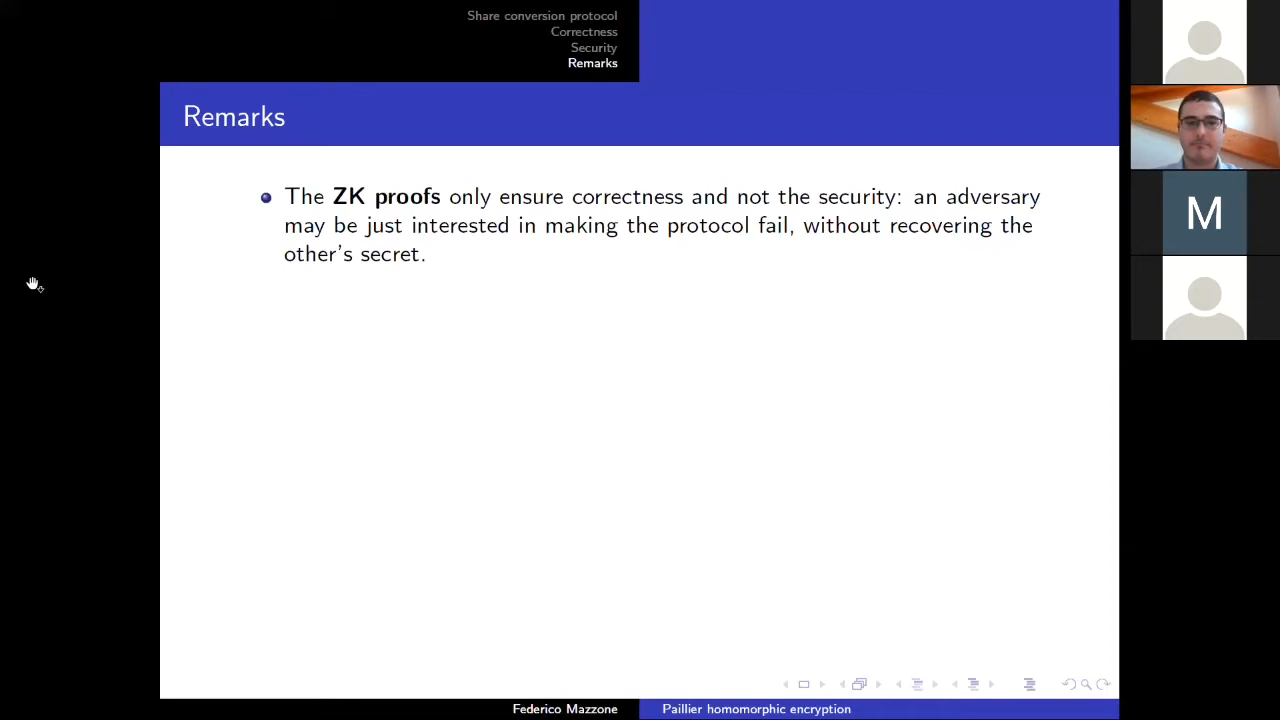 Share conversion protocol
Correctness
Security
Remarks
Remarks
The ZK proofs only ensure correctness and not the security: an adversary
may be just interested in making the protocol fail, without recovering the
other's secret.
M
Federico Mazzone
Paillier homomorphic encryption